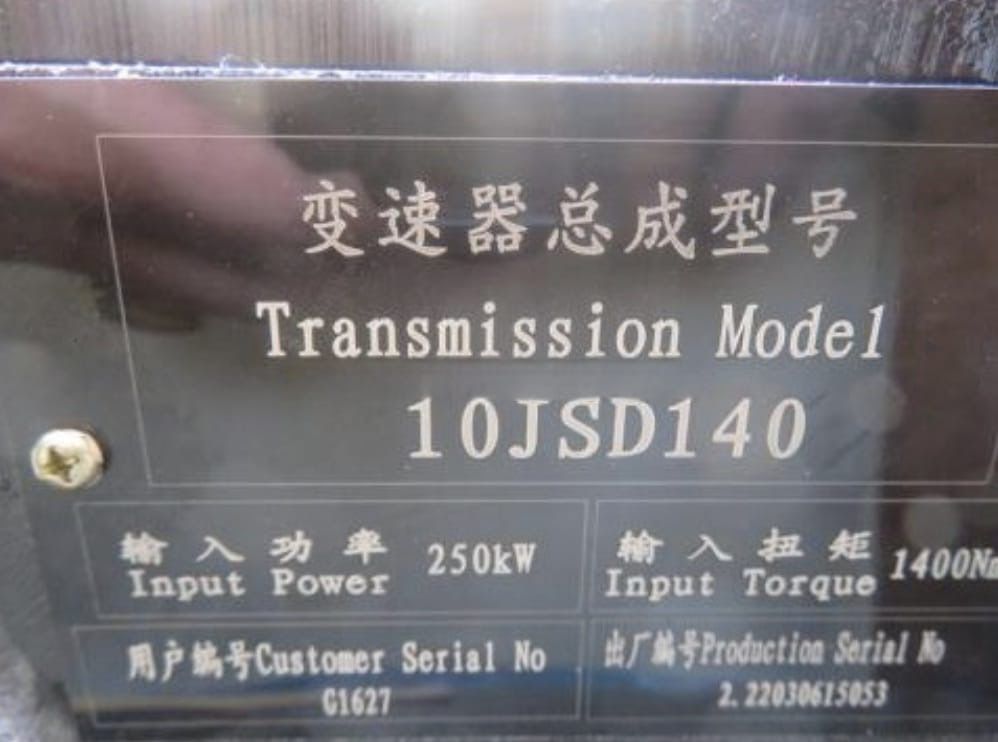 变速器总成型号
Transmission Model
10JSD140
输入功率 250kW
Input Power
输入扭矩 1400Nm
Input Torque
用户编号Customer Serial No
G1627
出厂编号Production Serial No
2.22030615053